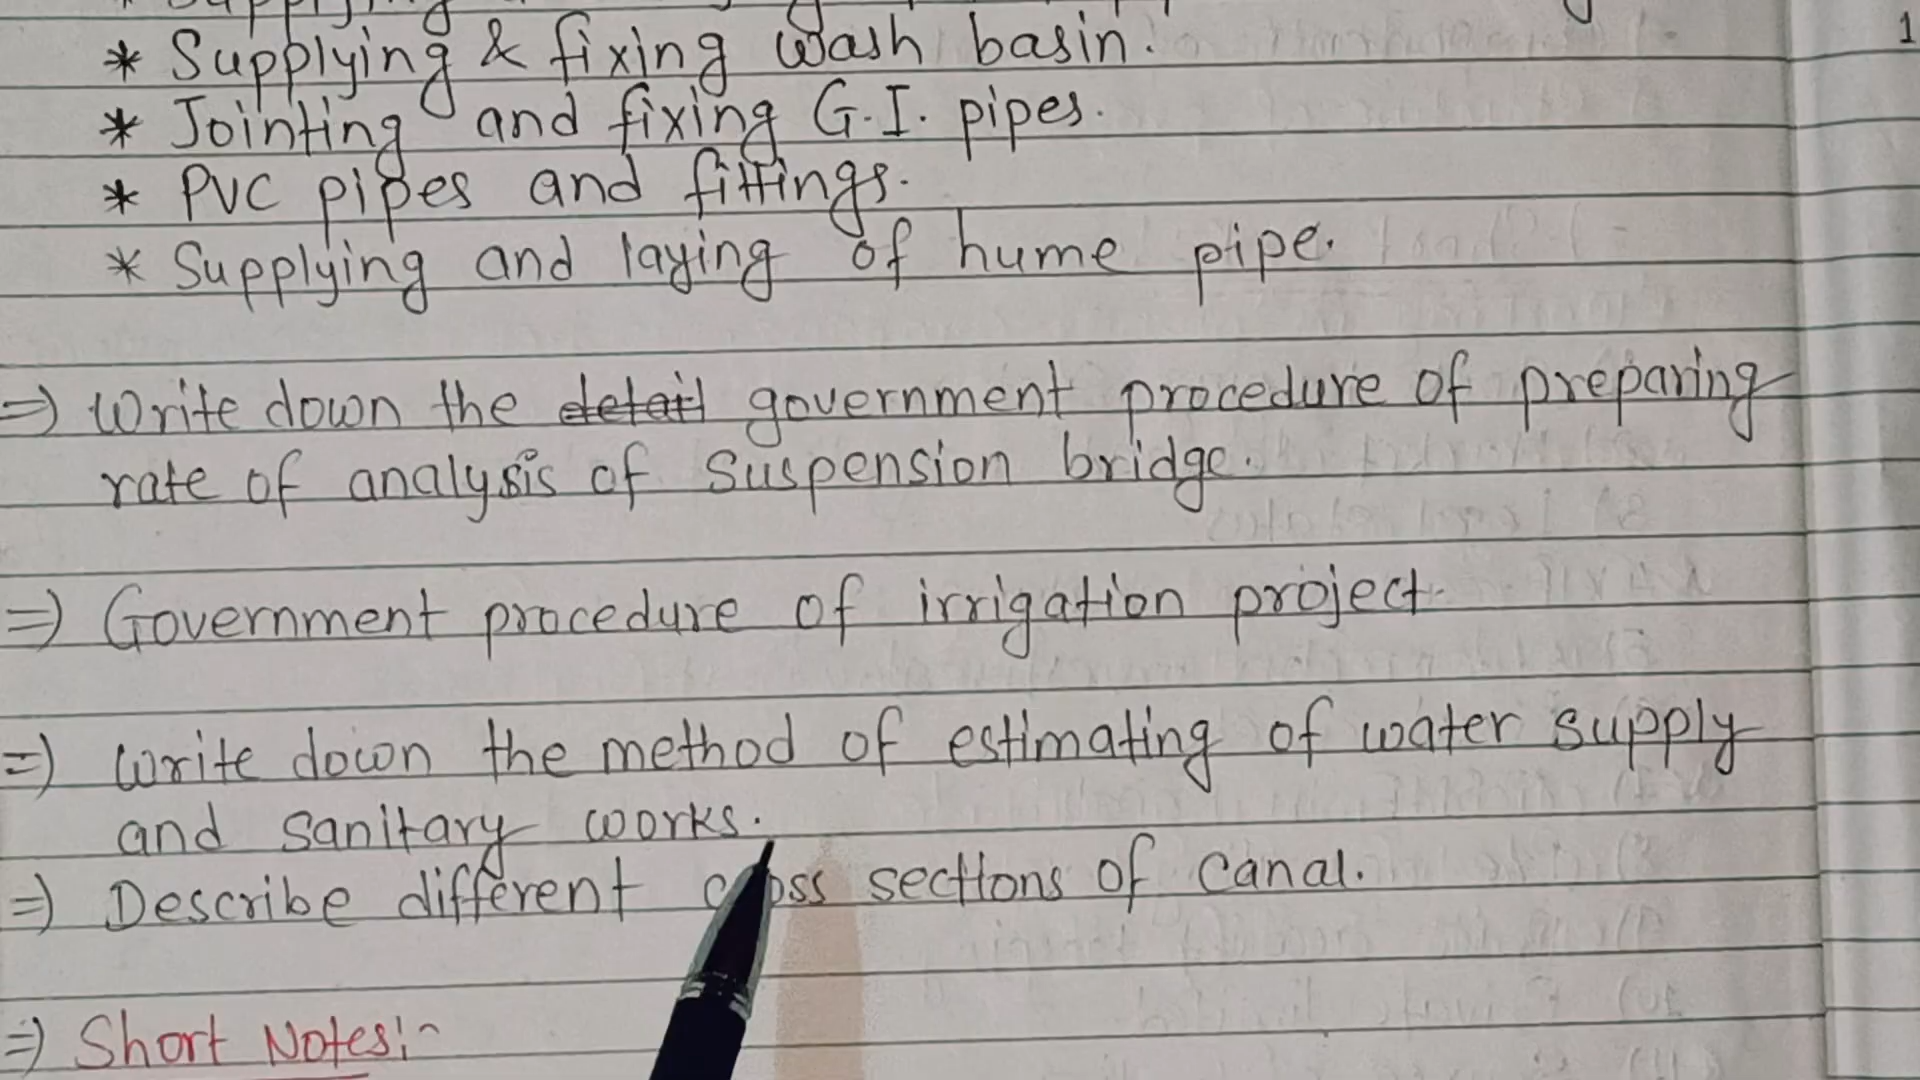 * Supplying & fixing wash basin.
* Jointing and fixing G.I. pipes.
* PVC pipes and fittings.
* Supplying and laying of hume pipe.
1
=) Write down the detail government procedure of preparing
rate of analysis of suspension bridge.
=) Government procedure of irrigation project.
=) Write down the method of estimating of water supply
and sanitary works.
=) Describe different cross sections of canal.
=) Short Notes:-